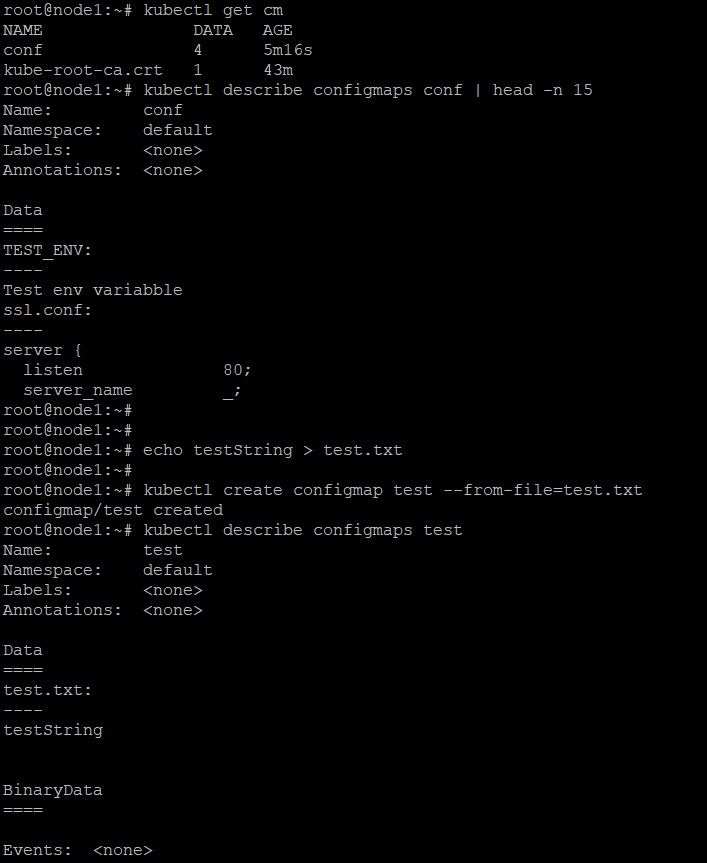 root@node1:~# kubectl get cm
NAME               DATA   AGE
conf               4      5m16s
kube-root-ca.crt   1      43m
root@node1:~# kubectl describe configmaps conf | head -n 15
Name:         conf
Namespace:    default
Labels:       <none>
Annotations:  <none>

Data
====
TEST_ENV:
----
Test env variabble
ssl.conf:
----
server {
  listen              80;
  server_name         _;
root@node1:~#
root@node1:~#
root@node1:~# echo testString > test.txt
root@node1:~#
root@node1:~# kubectl create configmap test --from-file=test.txt
configmap/test created
root@node1:~# kubectl describe configmaps test
Name:         test
Namespace:    default
Labels:       <none>
Annotations:  <none>

Data
====
test.txt:
----
testString


BinaryData
====

Events:  <none>